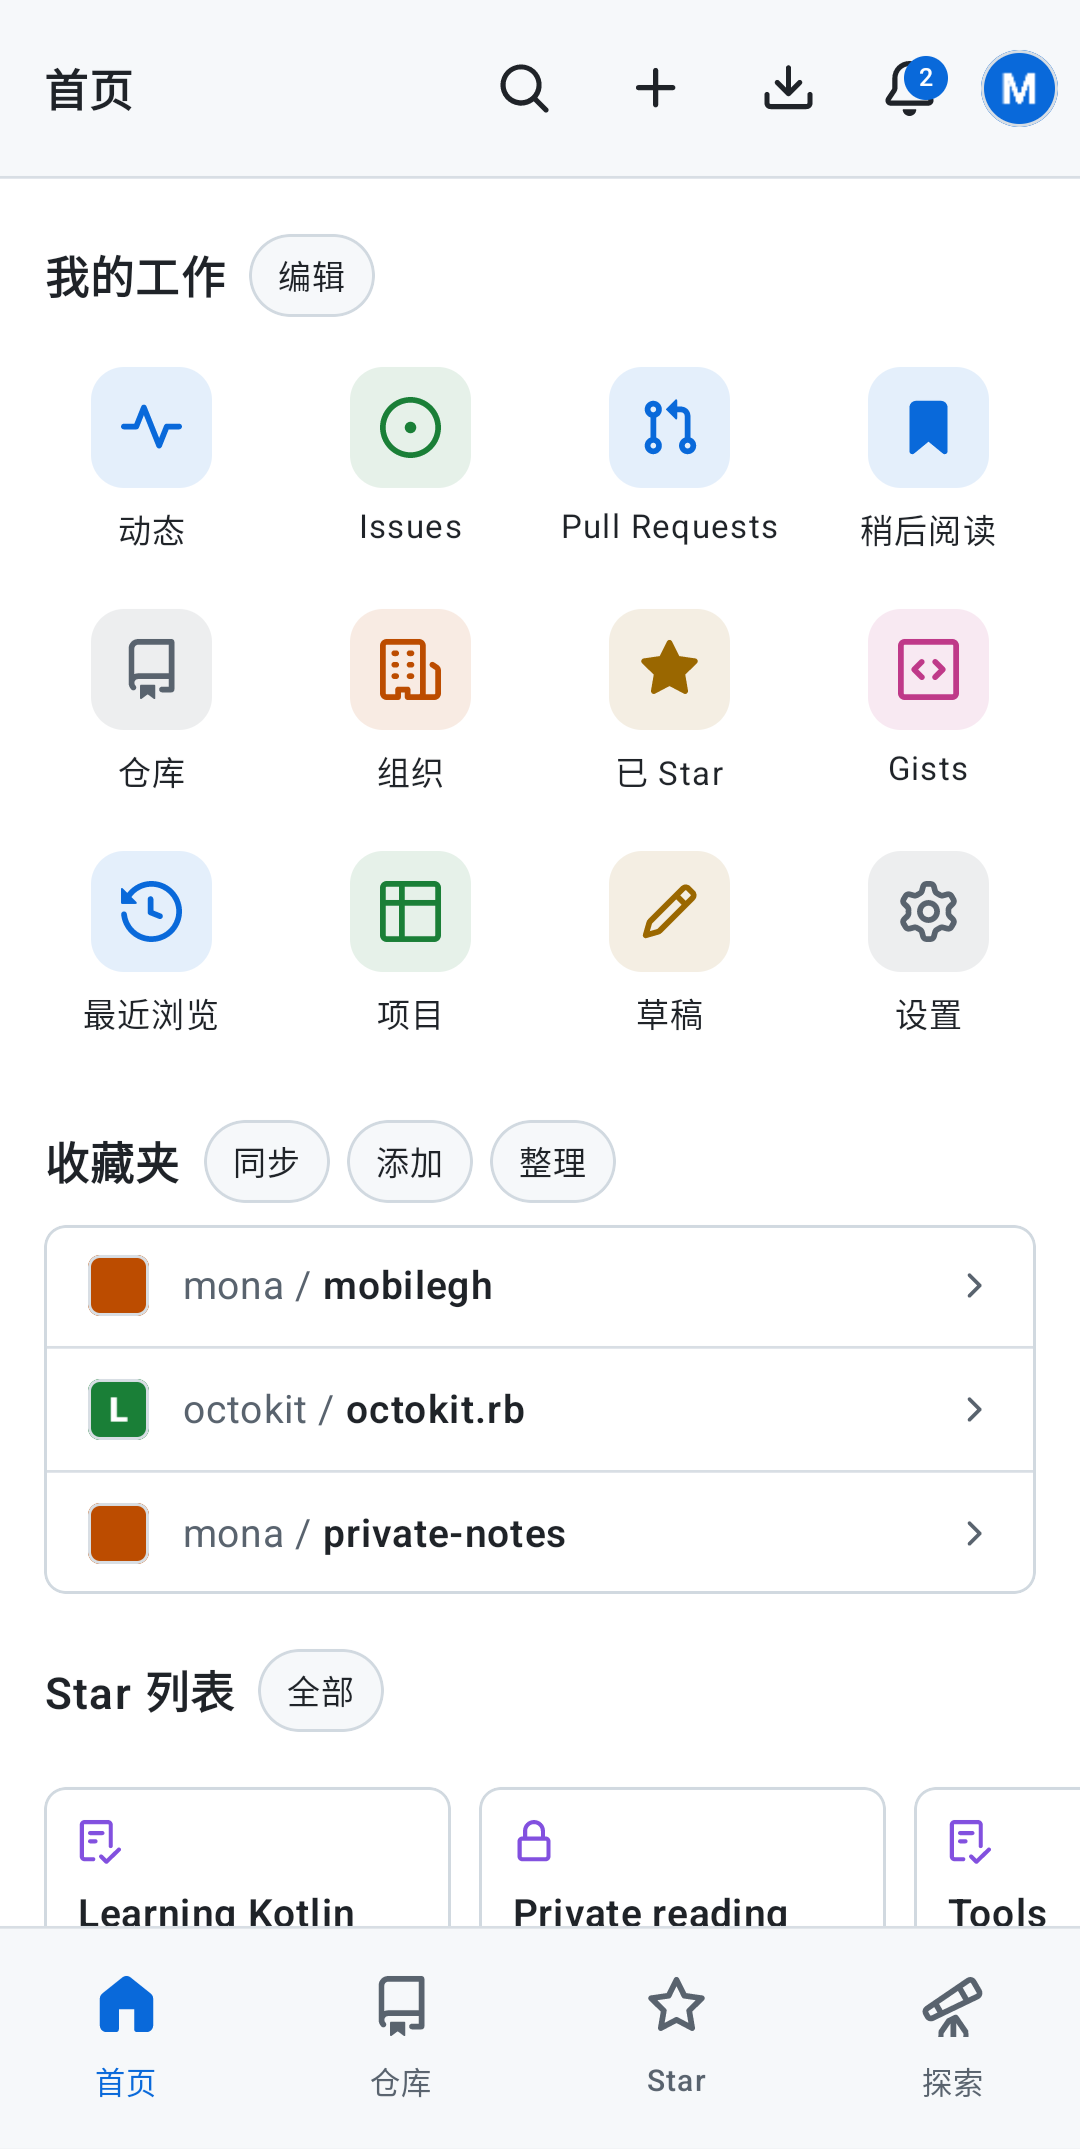 首页
2
M
我的工作
编辑
动态
Issues
Pull Requests
稍后阅读
仓库
组织
已 Star
Gists
最近浏览
项目
草稿
设置
收藏夹
同步
添加
整理
mona / mobilegh
L
octokit / octokit.rb
mona / private-notes
Star 列表
全部
Learning Kotlin
Private reading
Tools
首页
仓库
Star
探索